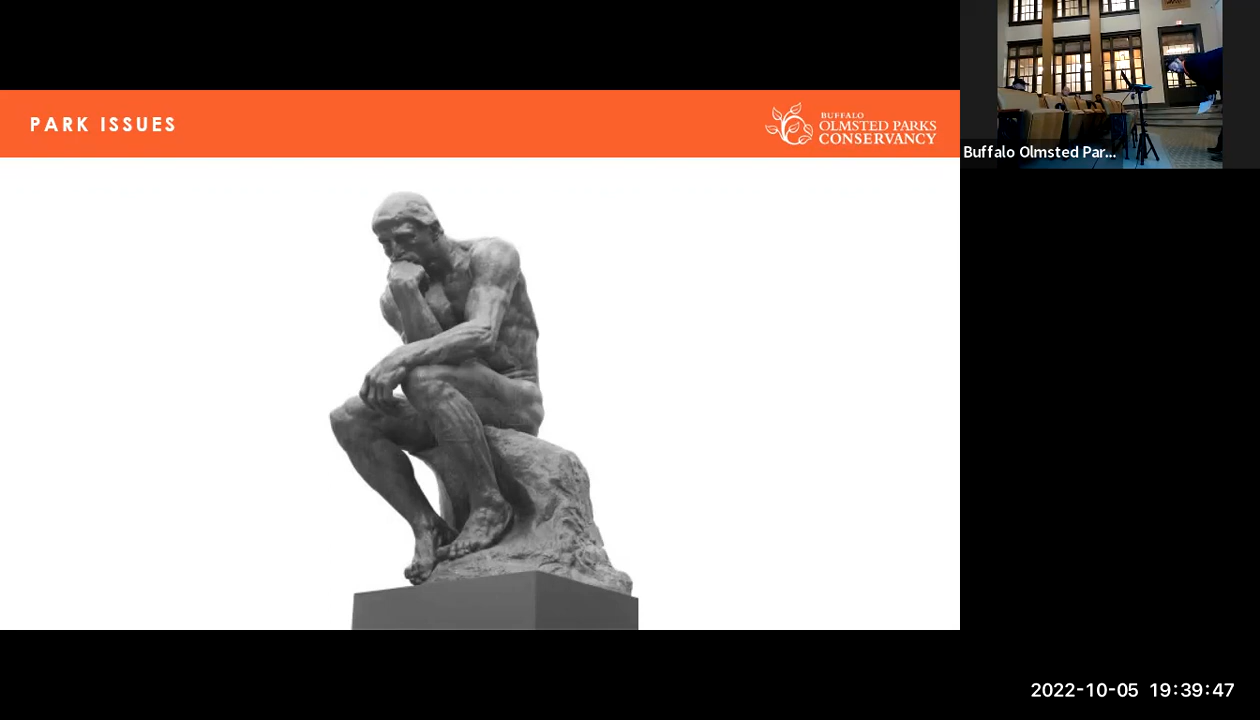 PARK ISSUES
BUFFALO
OLMSTED PARKS
CONSERVANCY
Buffalo Olmsted Par...
2022-10-05 19:39:47